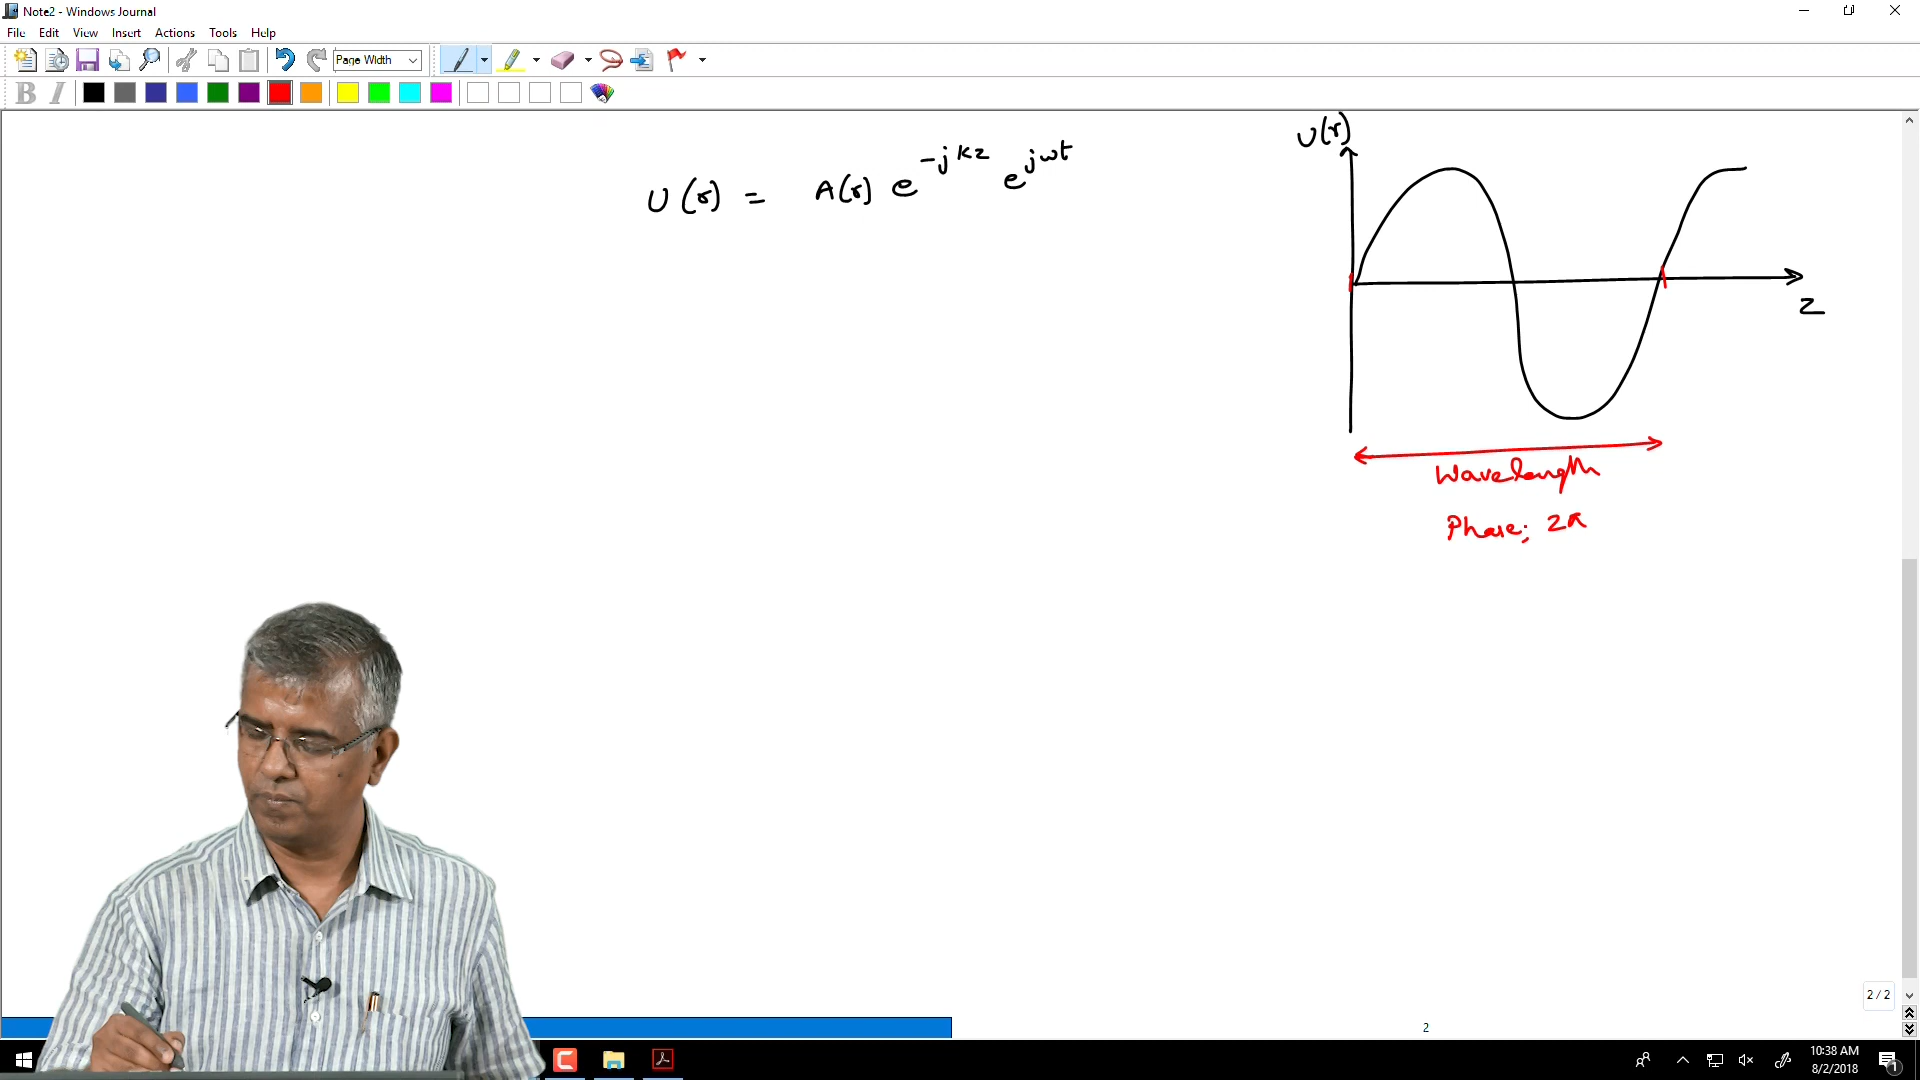 Note2 - Windows Journal
File Edit View Insert Actions Tools Help
Page Width
B I
U(r) = A(r) e^{-jkz} e^{jωt}
U(r)
z
Wavelength
Phase; 2π
2 / 2
2
10:38 AM
8/2/2018
1